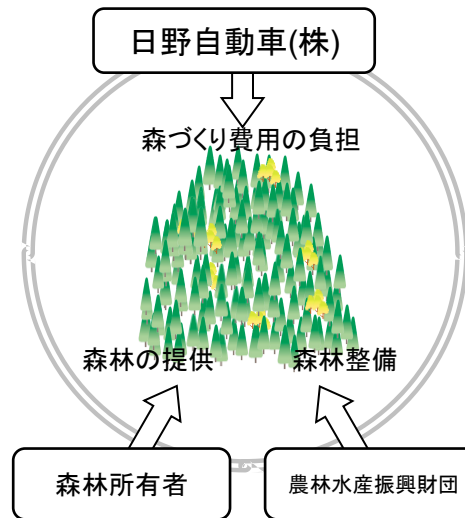 日野自動車(株)
森づくり費用の負担
森林の提供
森林整備
森林所有者
農林水産振興財団